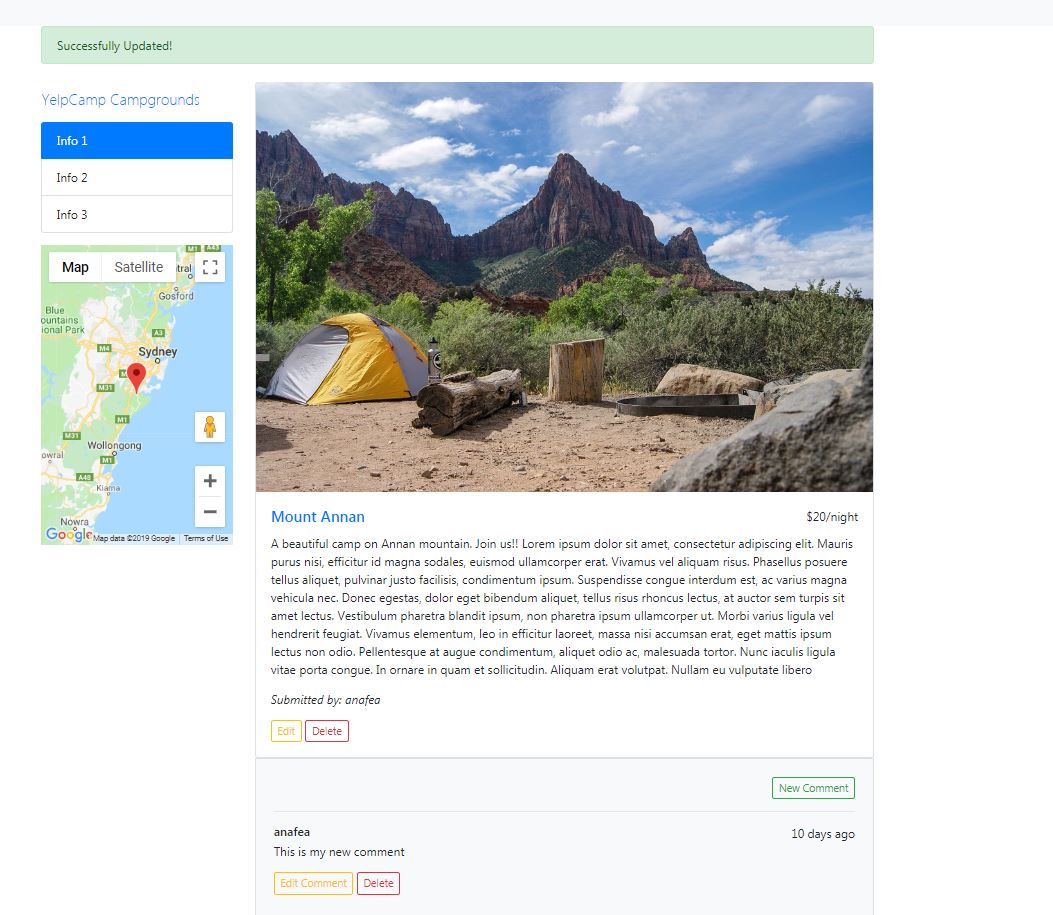 Successfully Updated!
YelpCamp Campgrounds
Info 1
Info 2
Info 3
Map
Satellite
M1
A43
tral
Gosford
Blue
ountains
ional Park
A3
M4
Sydney
M31
M1
M31
Wollongong
owral
M1
A48
Kiama
Nowra
Google
Map data ©2019 Google
Terms of Use
Mount Annan
$20/night
A beautiful camp on Annan mountain. Join us!! Lorem ipsum dolor sit amet, consectetur adipiscing elit. Mauris
purus nisi, efficitur id magna sodales, euismod ullamcorper erat. Vivamus vel aliquam risus. Phasellus posuere
tellus aliquet, pulvinar justo facilisis, condimentum ipsum. Suspendisse congue interdum est, ac varius magna
vehicula nec. Donec egestas, dolor eget bibendum aliquet, tellus risus rhoncus lectus, at auctor sem turpis sit
amet lectus. Vestibulum pharetra blandit ipsum, non pharetra ipsum ullamcorper ut. Morbi varius ligula vel
hendrerit feugiat. Vivamus elementum, leo in efficitur laoreet, massa nisi accumsan erat, eget mattis ipsum
lectus non odio. Pellentesque at augue condimentum, aliquet odio ac, malesuada tortor. Nunc iaculis ligula
vitae porta congue. In ornare in quam et sollicitudin. Aliquam erat volutpat. Nullam eu vulputate libero
Submitted by: anafea
Edit
Delete
New Comment
anafea
10 days ago
This is my new comment
Edit Comment
Delete